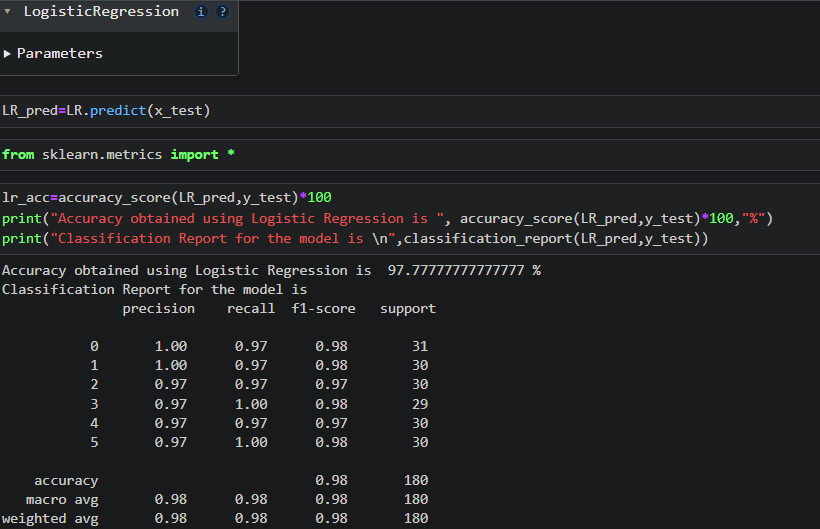 LogisticRegression i ?
Parameters
LR_pred=LR.predict(x_test)
from sklearn.metrics import *
lr_acc=accuracy_score(LR_pred,y_test)*100
print("Accuracy obtained using Logistic Regression is ", accuracy_score(LR_pred,y_test)*100,"%")
print("Classification Report for the model is \n",classification_report(LR_pred,y_test))
Accuracy obtained using Logistic Regression is  97.77777777777777 %
Classification Report for the model is
precision recall f1-score support
0 1.00 0.97 0.98 31
1 1.00 0.97 0.98 30
2 0.97 0.97 0.97 30
3 0.97 1.00 0.98 29
4 0.97 0.97 0.97 30
5 0.97 1.00 0.98 30
accuracy 0.98 180
macro avg 0.98 0.98 0.98 180
weighted avg 0.98 0.98 0.98 180